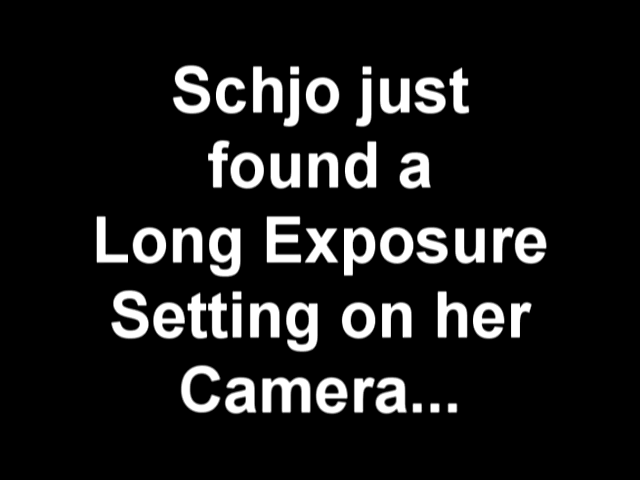 Schjo just
found a
Long Exposure
Setting on her
Camera...